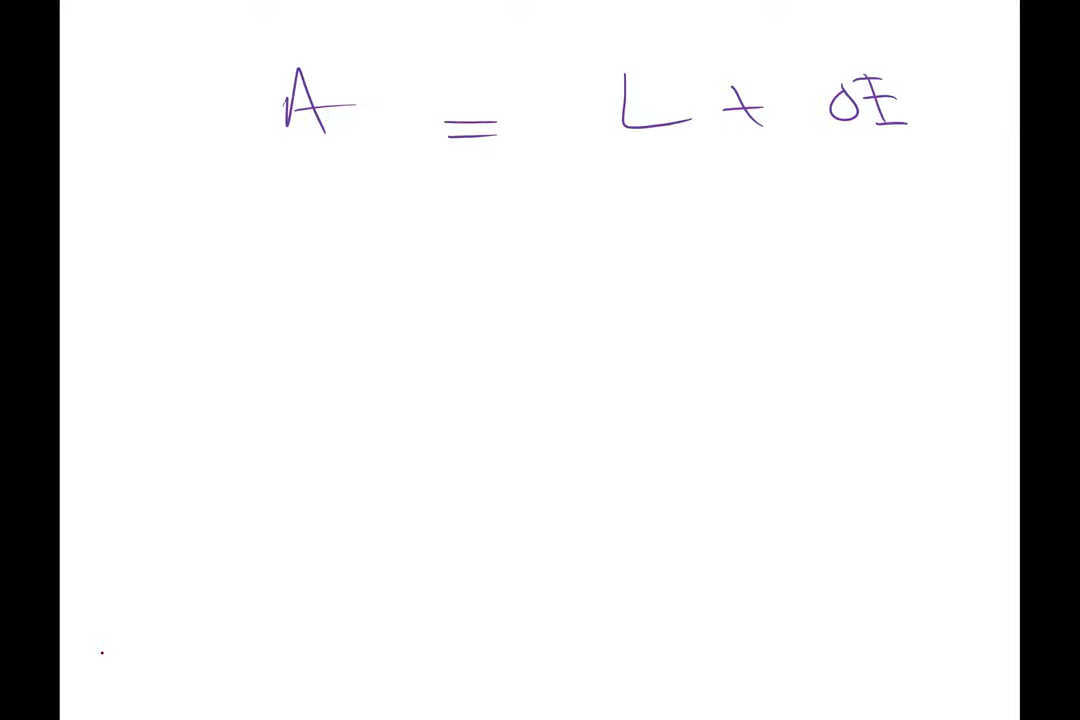 A = L + OE